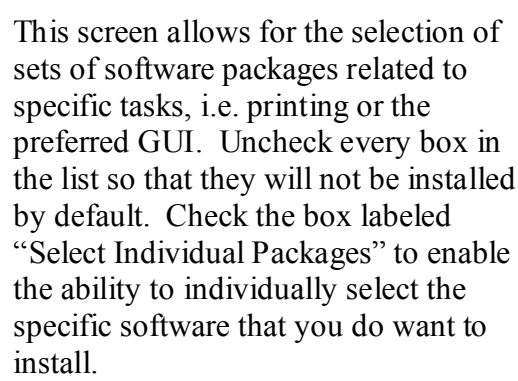 This screen allows for the selection of
sets of software packages related to
specific tasks, i.e. printing or the
preferred GUI.  Uncheck every box in
the list so that they will not be installed
by default.  Check the box labeled
“Select Individual Packages” to enable
the ability to individually select the
specific software that you do want to
install.